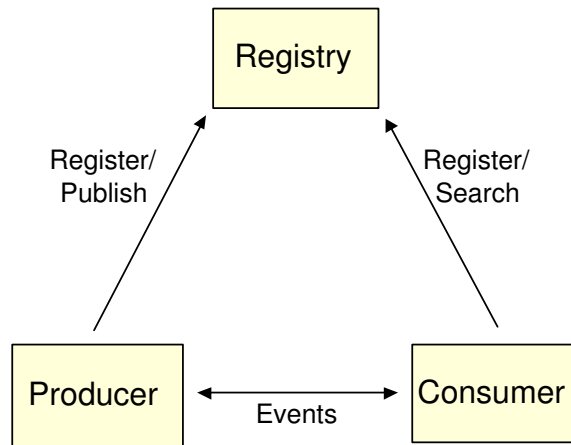 Registry
Register/
Publish
Register/
Search
Producer
Events
Consumer